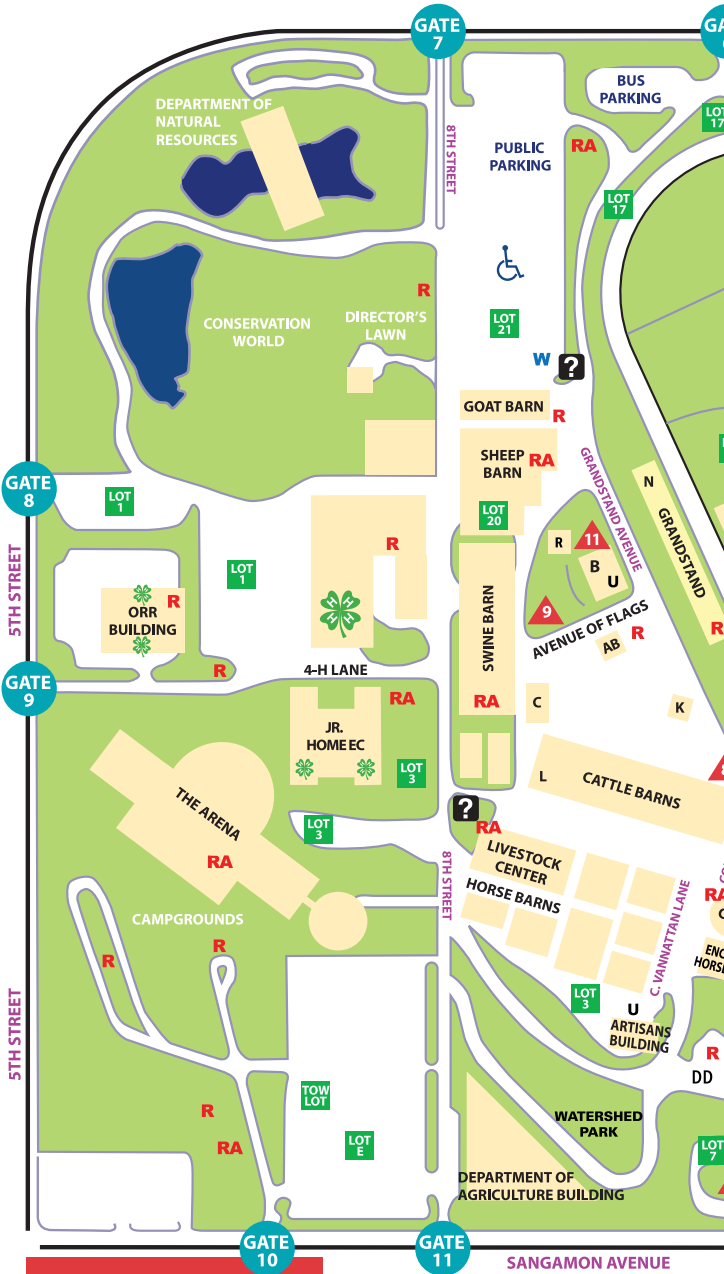 GATE
7
GA
DEPARTMENT OF
NATURAL
RESOURCES
8TH STREET
PUBLIC
PARKING
BUS
PARKING
LOT
17
RA
LOT
17
R
CONSERVATION
WORLD
DIRECTOR'S
LAWN
LOT
21
W
?
GOAT BARN
R
SHEEP
BARN
RA
GRANDSTAND AVENUE
N
GRANDSTAND
R
GATE
8
LOT
1
LOT
20
R
11
B
U
9
AVENUE OF FLAGS
AB
R
5TH STREET
LOT
1
R
H H
H H
ORR
BUILDING
R
SWINE BARN
RA
R
4-H LANE
GATE
9
RA
C
K
JR.
HOME EC
LOT
3
L
CATTLE BARNS
THE ARENA
RA
LOT
3
?
RA
LIVESTOCK
CENTER
HORSE BARNS
8TH STREET
C. VANNATTAN LANE
RA
CAMPGROUNDS
R
R
ENC
HORS
5TH STREET
LOT
3
U
ARTISANS
BUILDING
R
DD
TOW
LOT
R
RA
LOT
E
WATERSHED
PARK
LOT
7
DEPARTMENT OF
AGRICULTURE BUILDING
GATE
10
GATE
11
SANGAMON AVENUE